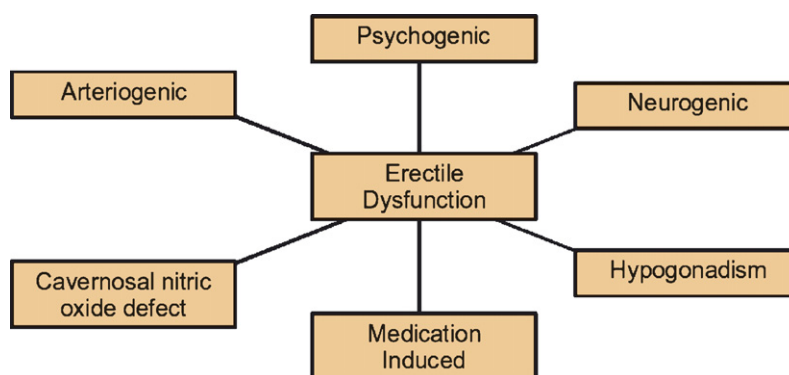 Psychogenic
Arteriogenic
Neurogenic
Erectile
Dysfunction
Cavernosal nitric
oxide defect
Hypogonadism
Medication
Induced